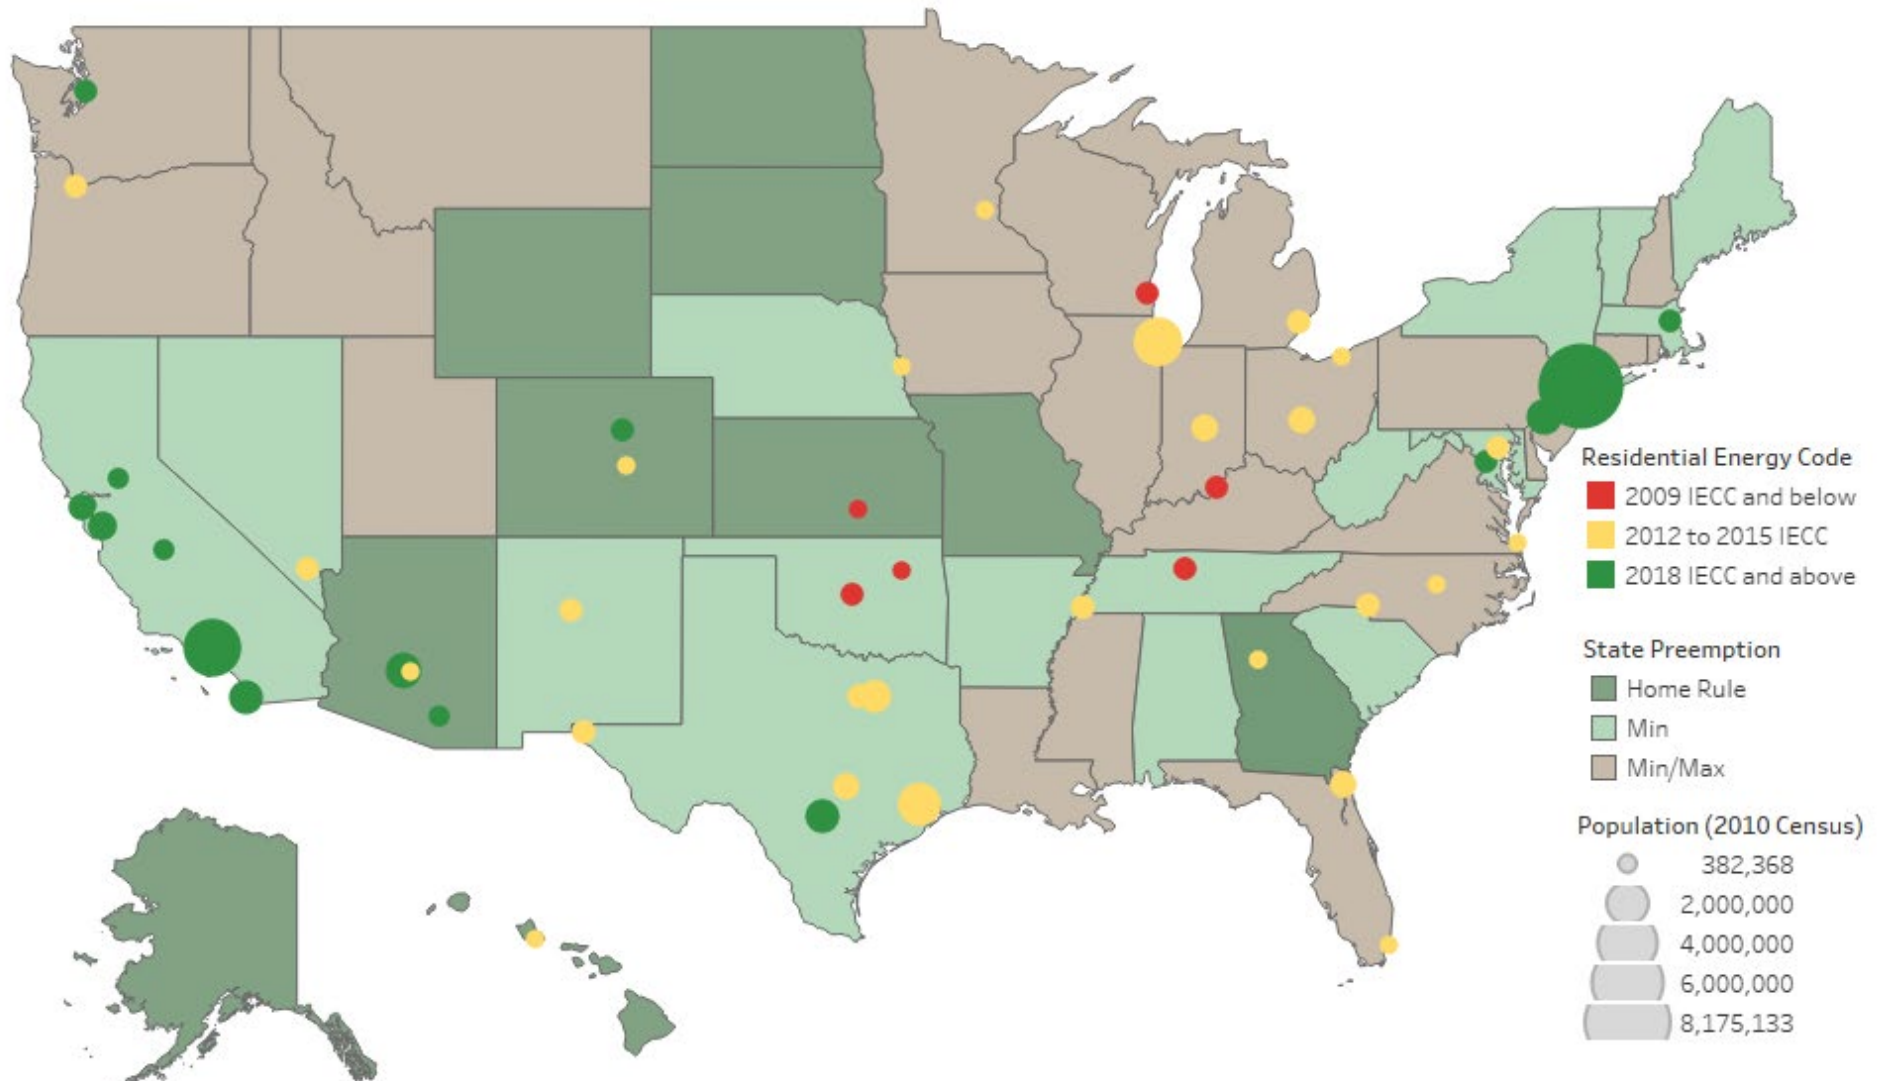 Residential Energy Code
2009 IECC and below
2012 to 2015 IECC
2018 IECC and above
State Preemption
Home Rule
Min
Min/Max
Population (2010 Census)
382,368
2,000,000
4,000,000
6,000,000
8,175,133